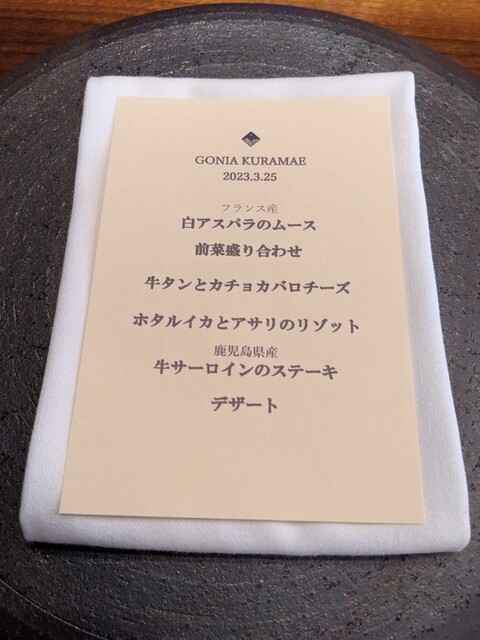 GONIA KURAMAE
2023.3.25
フランス産
白アスパラのムース
前菜盛り合わせ
牛タンとカチョカバロチーズ
ホタルイカとアサリのリゾット
鹿児島県産
牛サーロインのステーキ
デザート